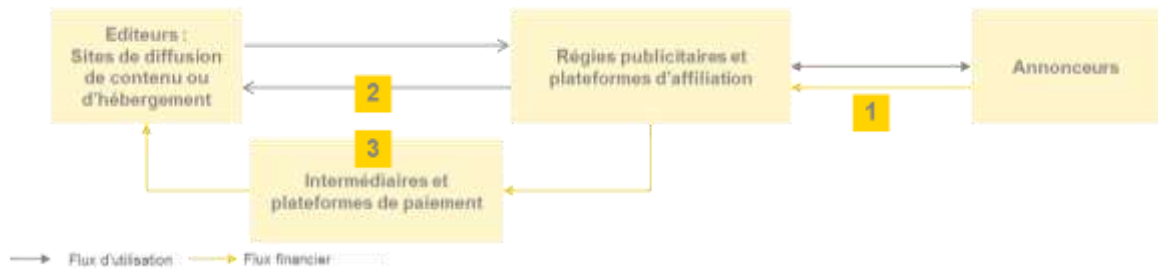 Editeurs :
Sites de diffusion
de contenu ou
d'hébergement
2
Régies publicitaires et
plateformes d'affiliation
1
Annonceurs
3
Intermédiaires et
plateformes de paiement
Flux d'utilisation
Flux financier